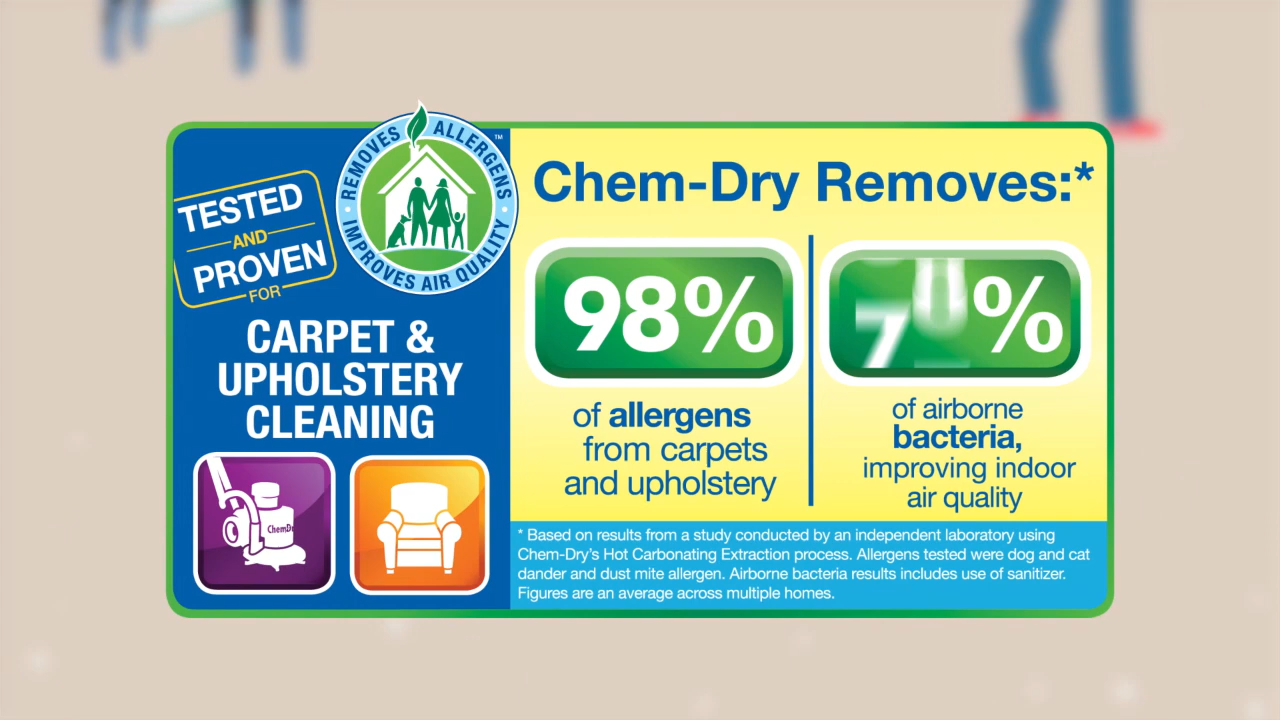 TESTED
AND
PROVEN
FOR
REMOVES ALLERGENS ™
IMPROVES AIR QUALITY
CARPET &
UPHOLSTERY
CLEANING
ChemDr
Chem-Dry Removes:*
98%
of allergens
from carpets
and upholstery
%
of airborne
bacteria,
improving indoor
air quality
* Based on results from a study conducted by an independent laboratory using
Chem-Dry's Hot Carbonating Extraction process. Allergens tested were dog and cat
dander and dust mite allergen. Airborne bacteria results includes use of sanitizer.
Figures are an average across multiple homes.